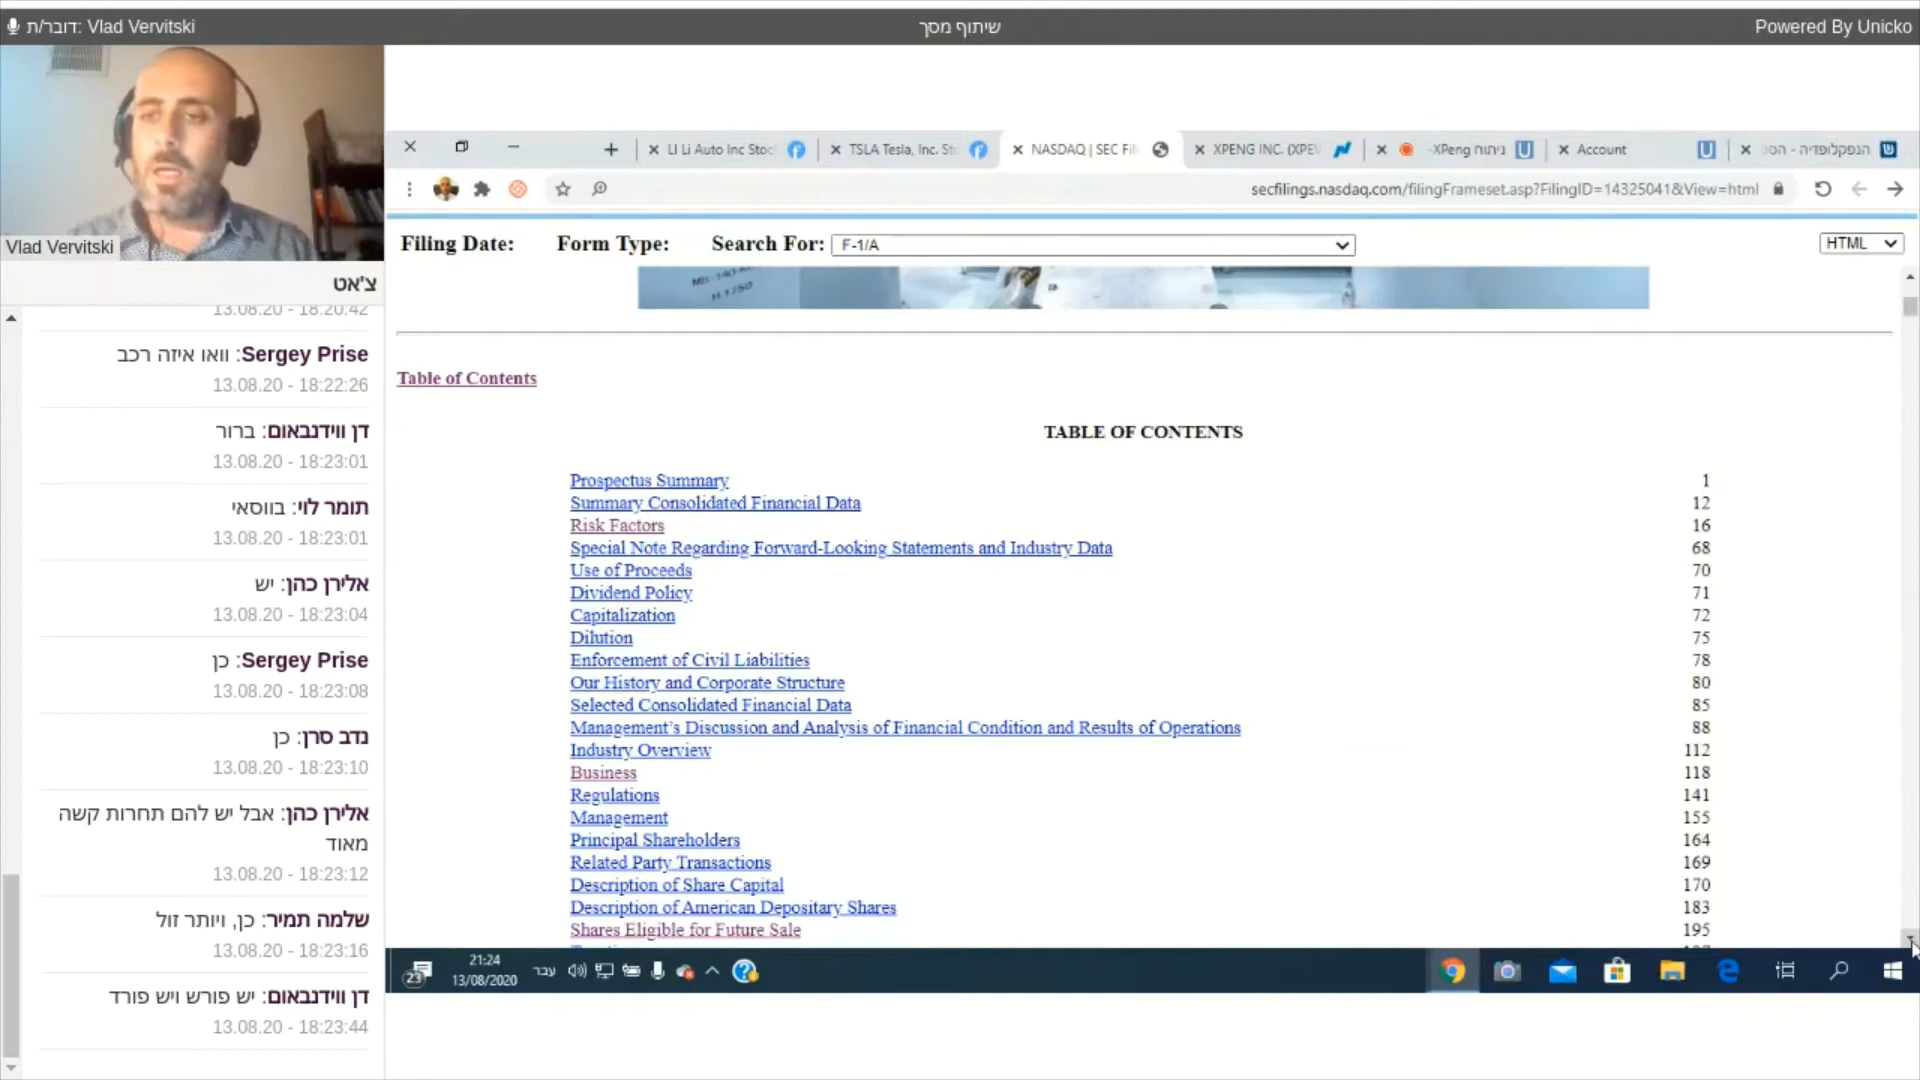 דובר/ת: Vlad Vervitski
שיתוף מסך
Powered By Unicko
Vlad Vervitski
צ'אט
13.08.20 - 18:20:42
Sergey Prise: וואו איזה רכב
13.08.20 - 18:22:26
דן ווידנבאום: ברור
13.08.20 - 18:23:01
תומר לוי: בווסאי
13.08.20 - 18:23:01
אלירן כהן: יש
13.08.20 - 18:23:04
Sergey Prise: כן
13.08.20 - 18:23:08
נדב סרן: כן
13.08.20 - 18:23:10
אלירן כהן: אבל יש להם תחרות קשה
מאוד
13.08.20 - 18:23:12
שלמה תמיר: כן, ויותר זול
13.08.20 - 18:23:16
דן ווידנבאום: יש פורש ויש פורד
13.08.20 - 18:23:44
LI Li Auto Inc Stoc
TSLA Tesla, Inc. St
NASDAQ | SEC Fil
XPENG INC. (XPEV
ניתוח XPeng-
Account
הנפקלופדיה - הס
secfilings.nasdaq.com/filingFrameset.asp?FilingID=14325041&View=html
Filing Date: Form Type: Search For: F-1/A HTML
Table of Contents
TABLE OF CONTENTS
Prospectus Summary 1
Summary Consolidated Financial Data 12
Risk Factors 16
Special Note Regarding Forward-Looking Statements and Industry Data 68
Use of Proceeds 70
Dividend Policy 71
Capitalization 72
Dilution 75
Enforcement of Civil Liabilities 78
Our History and Corporate Structure 80
Selected Consolidated Financial Data 85
Management's Discussion and Analysis of Financial Condition and Results of Operations 88
Industry Overview 112
Business 118
Regulations 141
Management 155
Principal Shareholders 164
Related Party Transactions 169
Description of Share Capital 170
Description of American Depositary Shares 183
Shares Eligible for Future Sale 195
23
21:24
13/08/2020
עבר